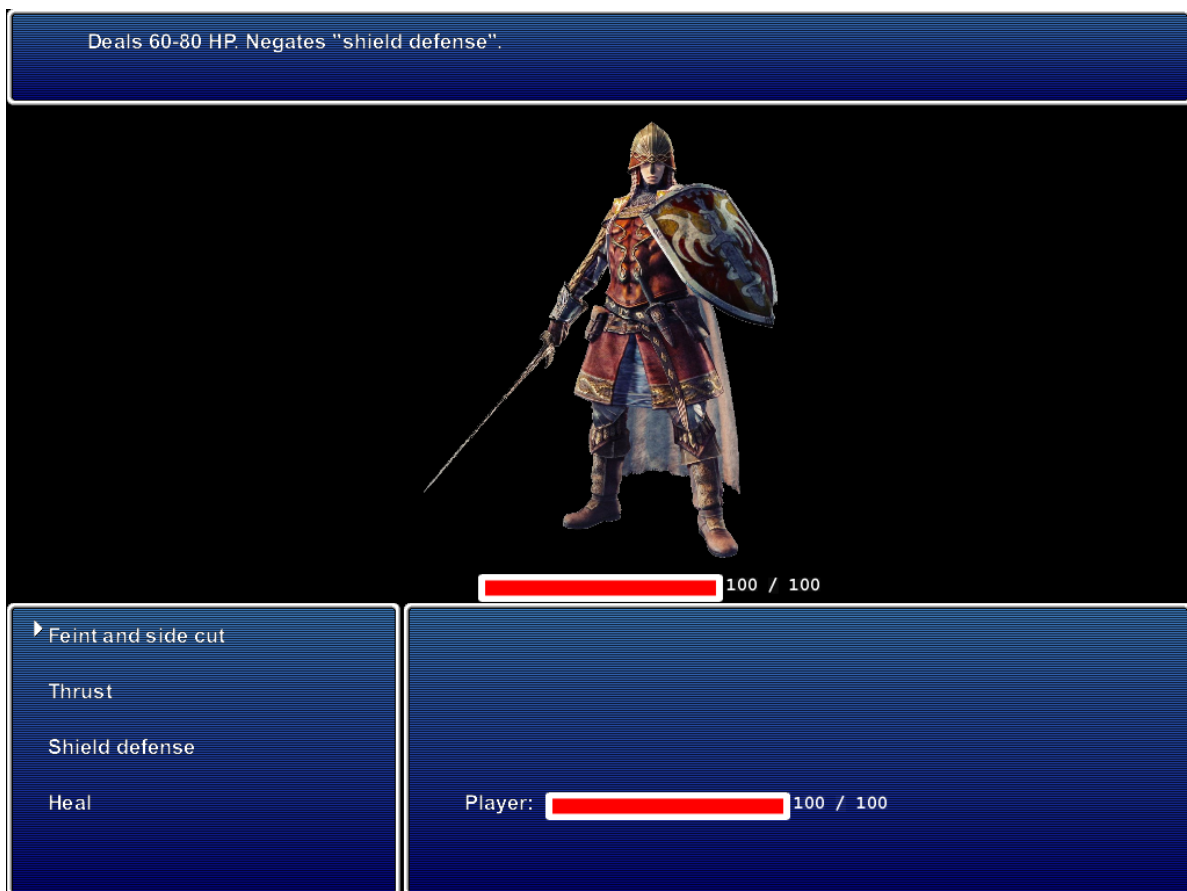 Deals 60-80 HP. Negates "shield defense".
100 / 100
Feint and side cut
Thrust
Shield defense
Heal
Player: 100 / 100